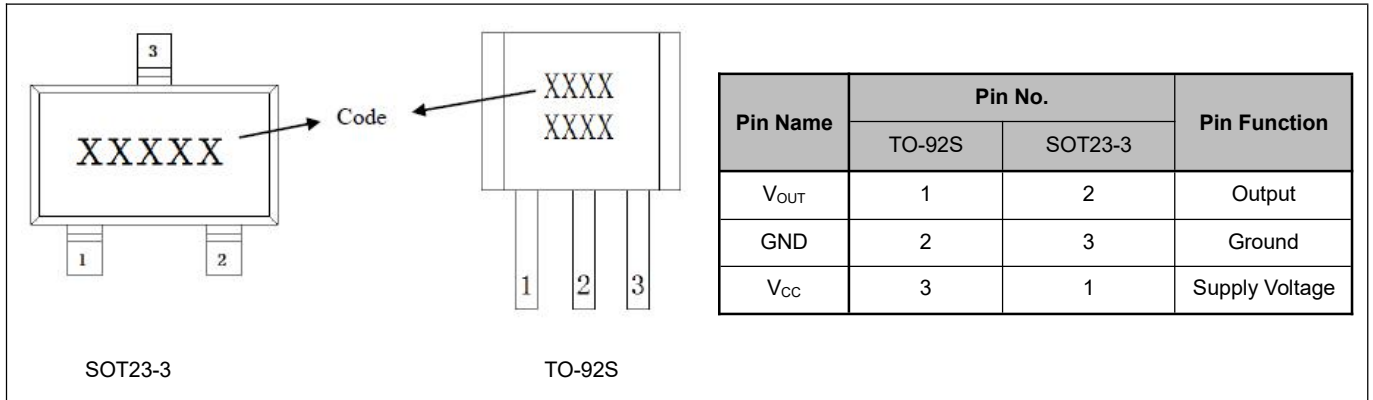 3
XXXXX
Code
1
2
SOT23-3
XXXX
XXXX
1 2 3
TO-92S
Pin Name Pin No. Pin Function
TO-92S SOT23-3
VOUT 1 2 Output
GND 2 3 Ground
VCC 3 1 Supply Voltage